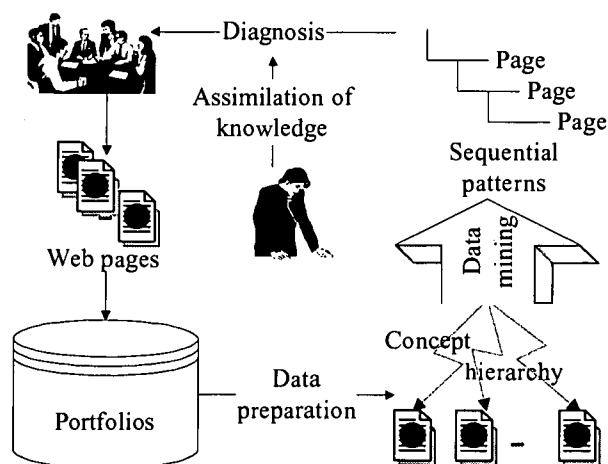 Diagnosis
Page
Page
Page
Assimilation of
knowledge
Sequential
patterns
Web pages
Data
mining
Concept
hierarchy
Portfolios
Data
preparation